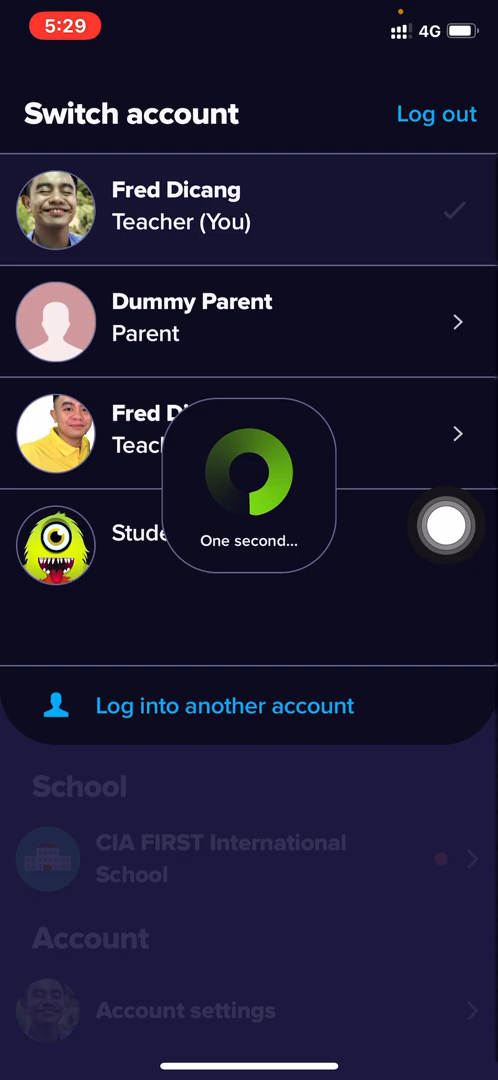 5:29
4G
Switch account
Log out
Fred Dicang
Teacher (You)
Dummy Parent
Parent
Fred
One second...
Log into another account
School
CIA FIRST International
School
Account
Account settings